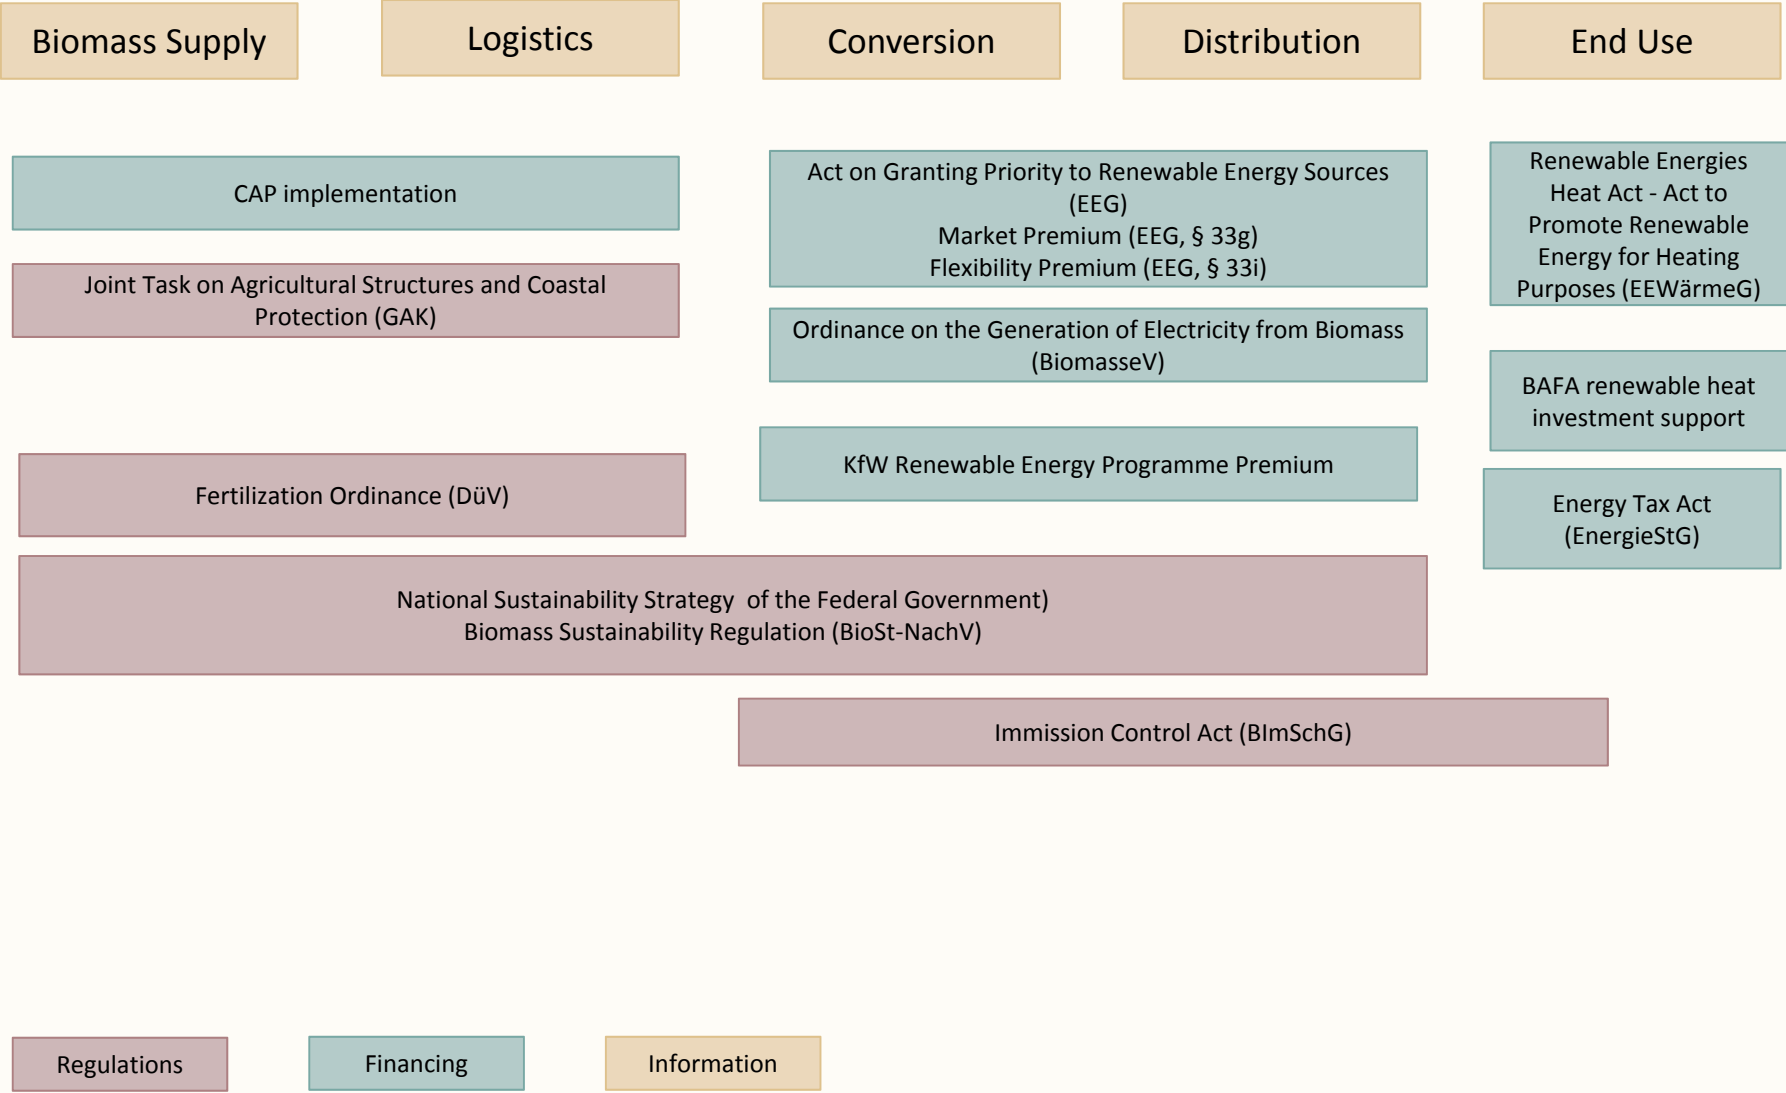 Biomass Supply
Logistics
Conversion
Distribution
End Use
CAP implementation
Joint Task on Agricultural Structures and Coastal
Protection (GAK)
Fertilization Ordinance (DüV)
Act on Granting Priority to Renewable Energy Sources
(EEG)
Market Premium (EEG, § 33g)
Flexibility Premium (EEG, § 33i)
Ordinance on the Generation of Electricity from Biomass
(BiomasseV)
KfW Renewable Energy Programme Premium
Renewable Energies
Heat Act - Act to
Promote Renewable
Energy for Heating
Purposes (EEWärmeG)
BAFA renewable heat
investment support
Energy Tax Act
(EnergieStG)
National Sustainability Strategy  of the Federal Government)
Biomass Sustainability Regulation (BioSt-NachV)
Immission Control Act (BImSchG)
Regulations
Financing
Information